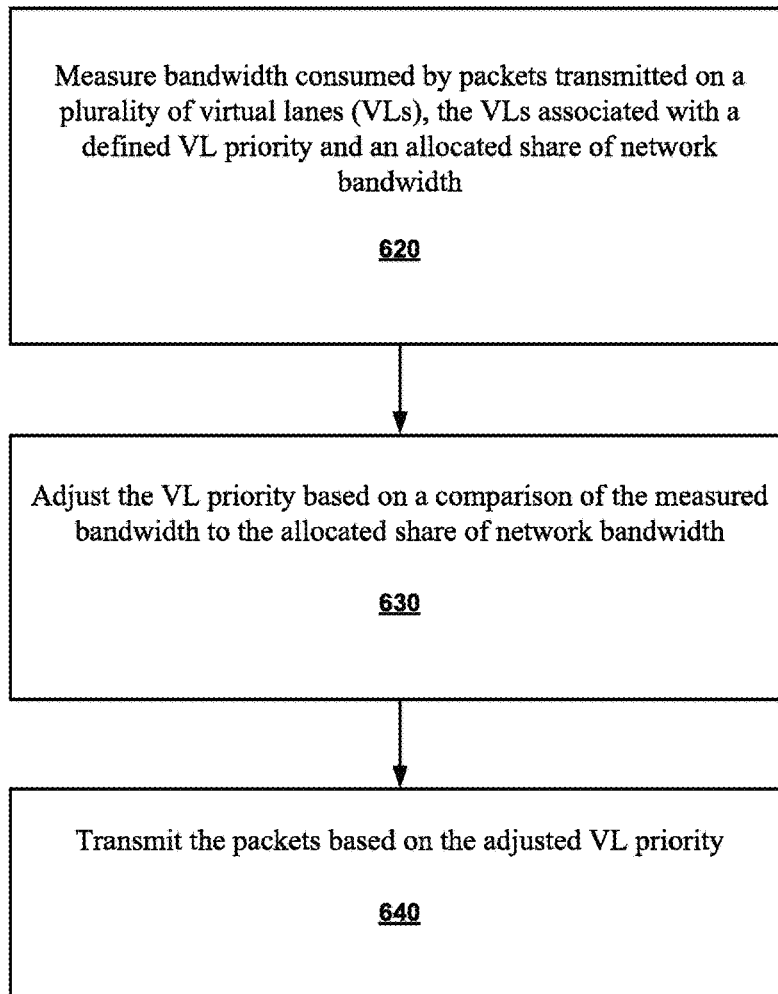 Measure bandwidth consumed by packets transmitted on a
plurality of virtual lanes (VLs), the VLs associated with a
defined VL priority and an allocated share of network
bandwidth
620
Adjust the VL priority based on a comparison of the measured
bandwidth to the allocated share of network bandwidth
630
Transmit the packets based on the adjusted VL priority
640